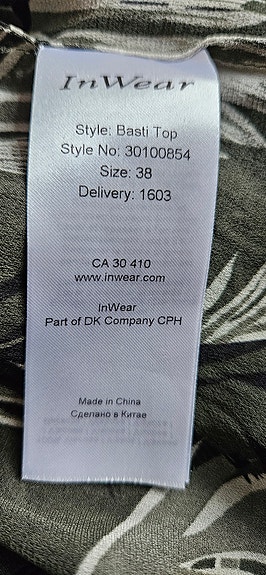 InWear
Style: Basti Top
Style No: 30100854
Size: 38
Delivery: 1603
CA 30 410
www.inwear.com
InWear
Part of DK Company CPH
Made in China
Сделано в Китае